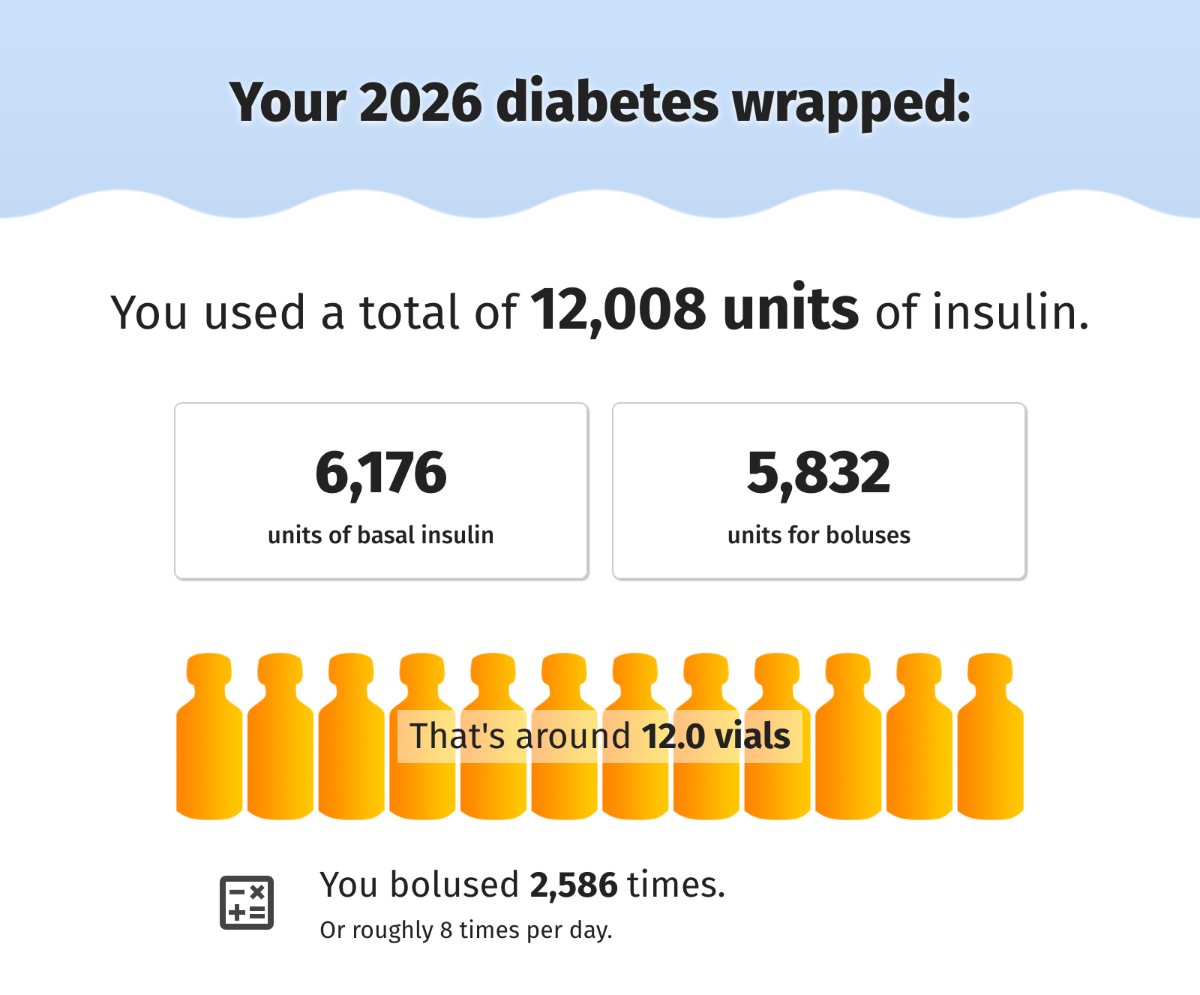 Your 2026 diabetes wrapped:
You used a total of 12,008 units of insulin.
6,176
units of basal insulin
5,832
units for boluses
That's around 12.0 vials
You bolused 2,586 times.
Or roughly 8 times per day.